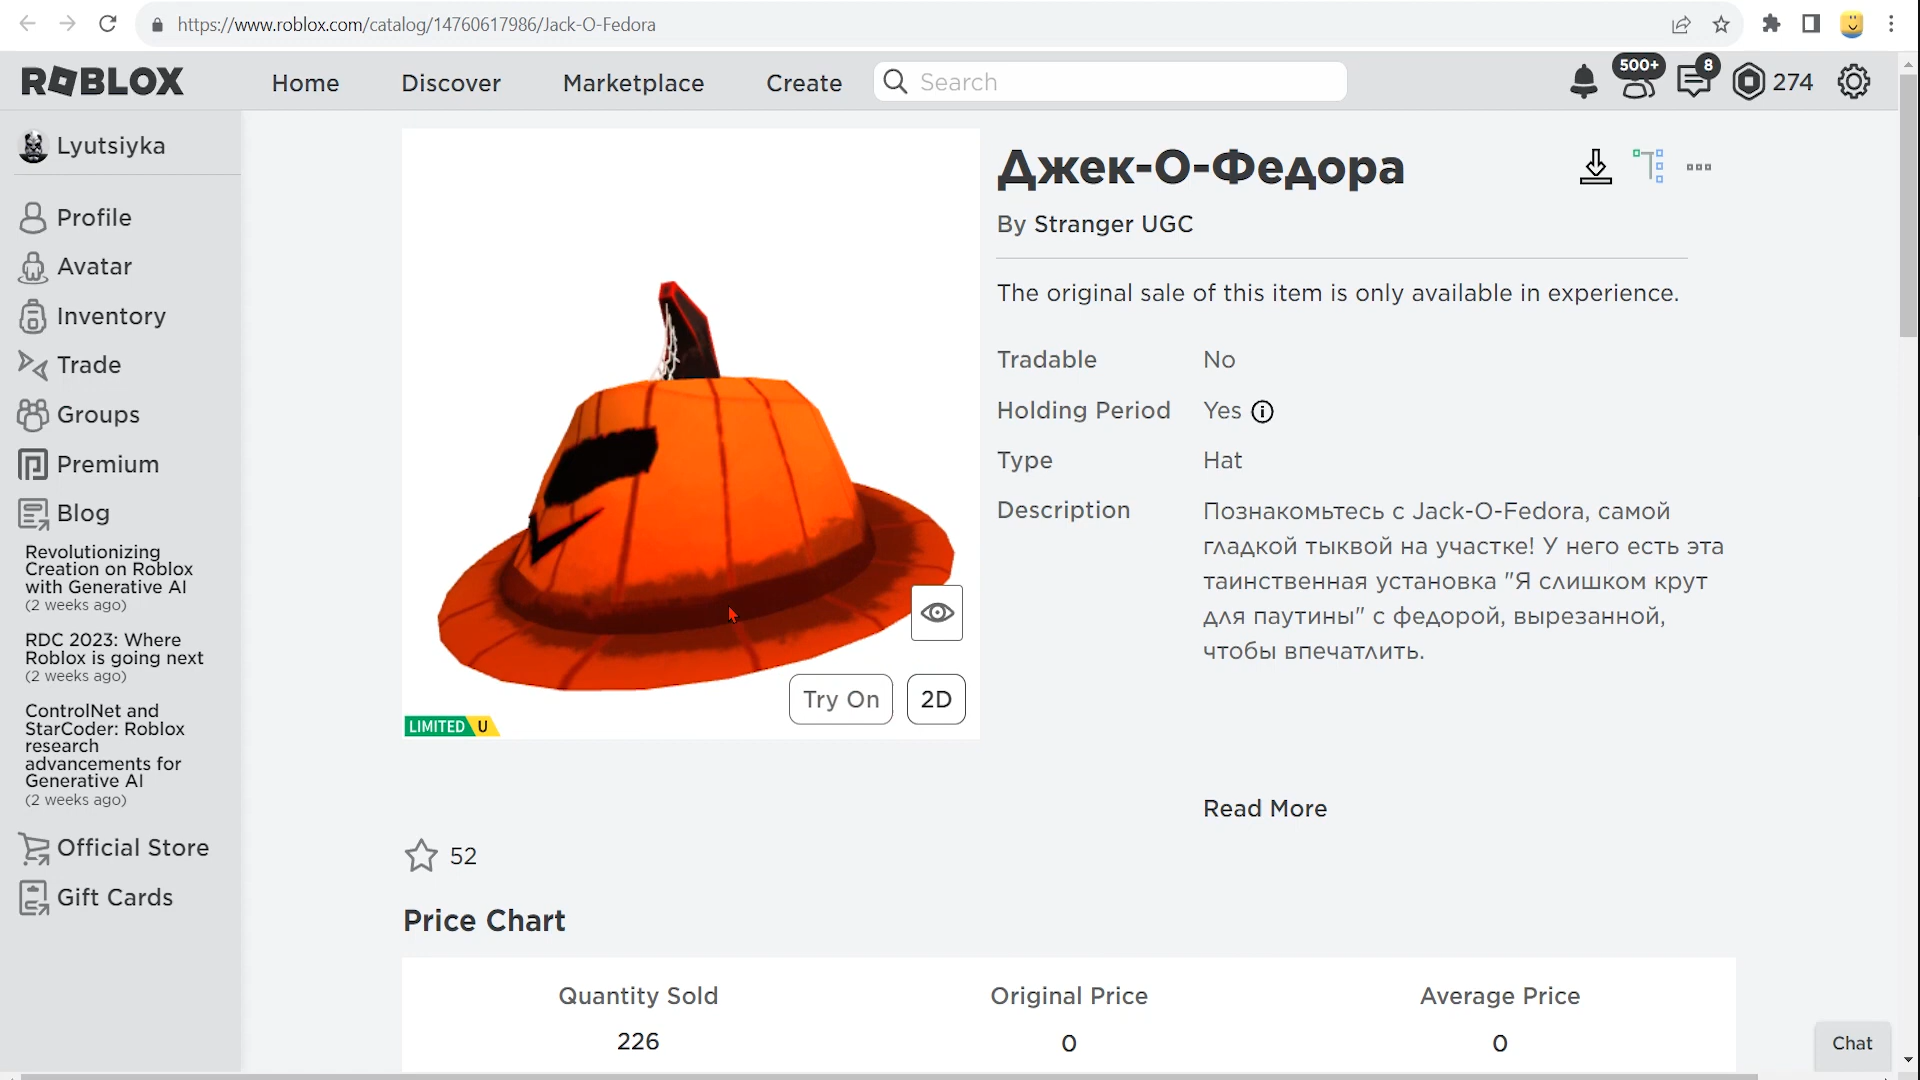 https://www.roblox.com/catalog/14760617986/Jack-O-Fedora
ROBLOX
Home
Discover
Marketplace
Create
Search
500+
8
274
Lyutsiyka
Profile
Avatar
Inventory
Trade
Groups
Premium
Blog
Revolutionizing
Creation on Roblox
with Generative AI
(2 weeks ago)
RDC 2023: Where
Roblox is going next
(2 weeks ago)
ControlNet and
StarCoder: Roblox
research
advancements for
Generative AI
(2 weeks ago)
Official Store
Gift Cards
Try On
2D
LIMITED U
Джек-О-Федора
By Stranger UGC
The original sale of this item is only available in experience.
Tradable No
Holding Period Yes
Type Hat
Description Познакомьтесь с Jack-O-Fedora, самой
гладкой тыквой на участке! У него есть эта
таинственная установка "Я слишком крут
для паутины" с федорой, вырезанной,
чтобы впечатлить.
Read More
52
Price Chart
Quantity Sold Original Price Average Price
226 0 0
Chat